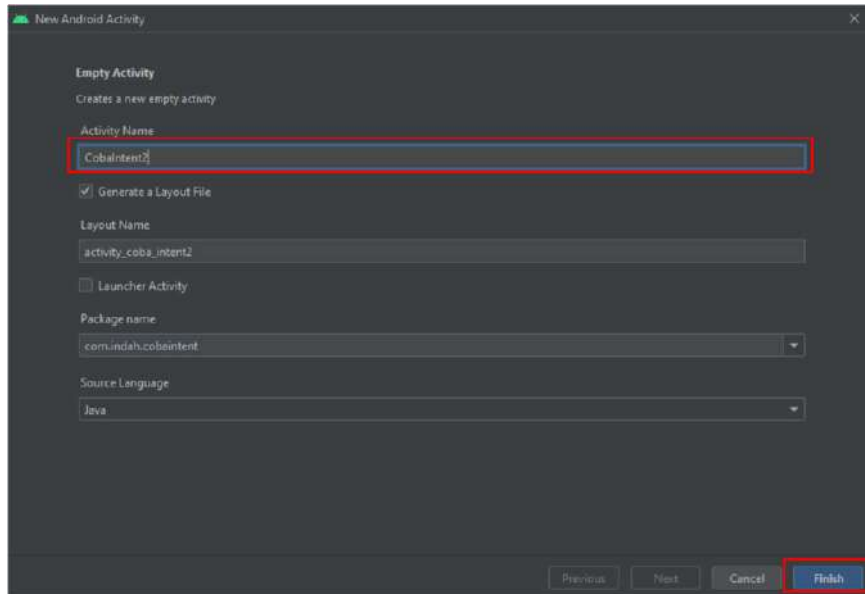 New Android Activity
Empty Activity
Creates a new empty activity
Activity Name
CobaIntent2
Generate a Layout File
Layout Name
activity_coba_intent2
Launcher Activity
Package name
com.indah.cobaintent
Source Language
Java
Previous Next Cancel Finish